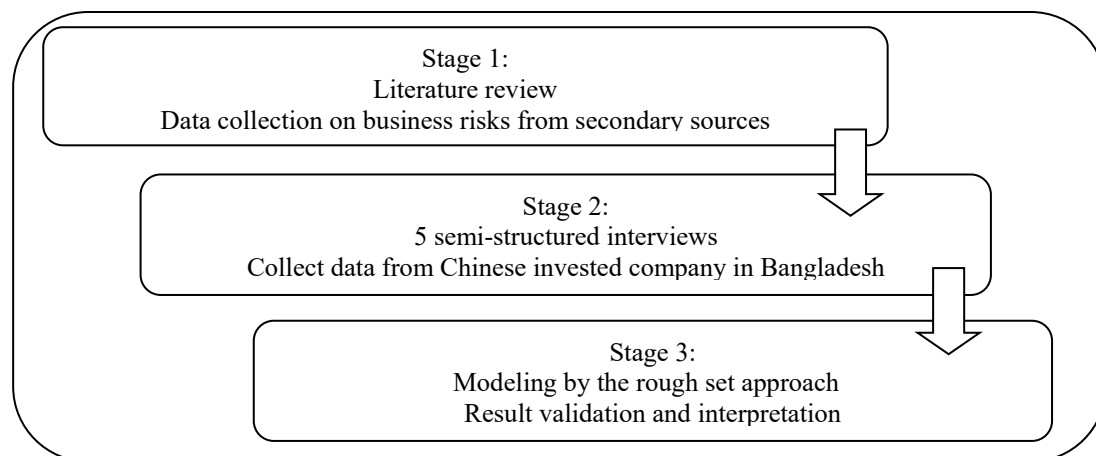 Stage 1:
Literature review
Data collection on business risks from secondary sources
Stage 2:
5 semi-structured interviews
Collect data from Chinese invested company in Bangladesh
Stage 3:
Modeling by the rough set approach
Result validation and interpretation